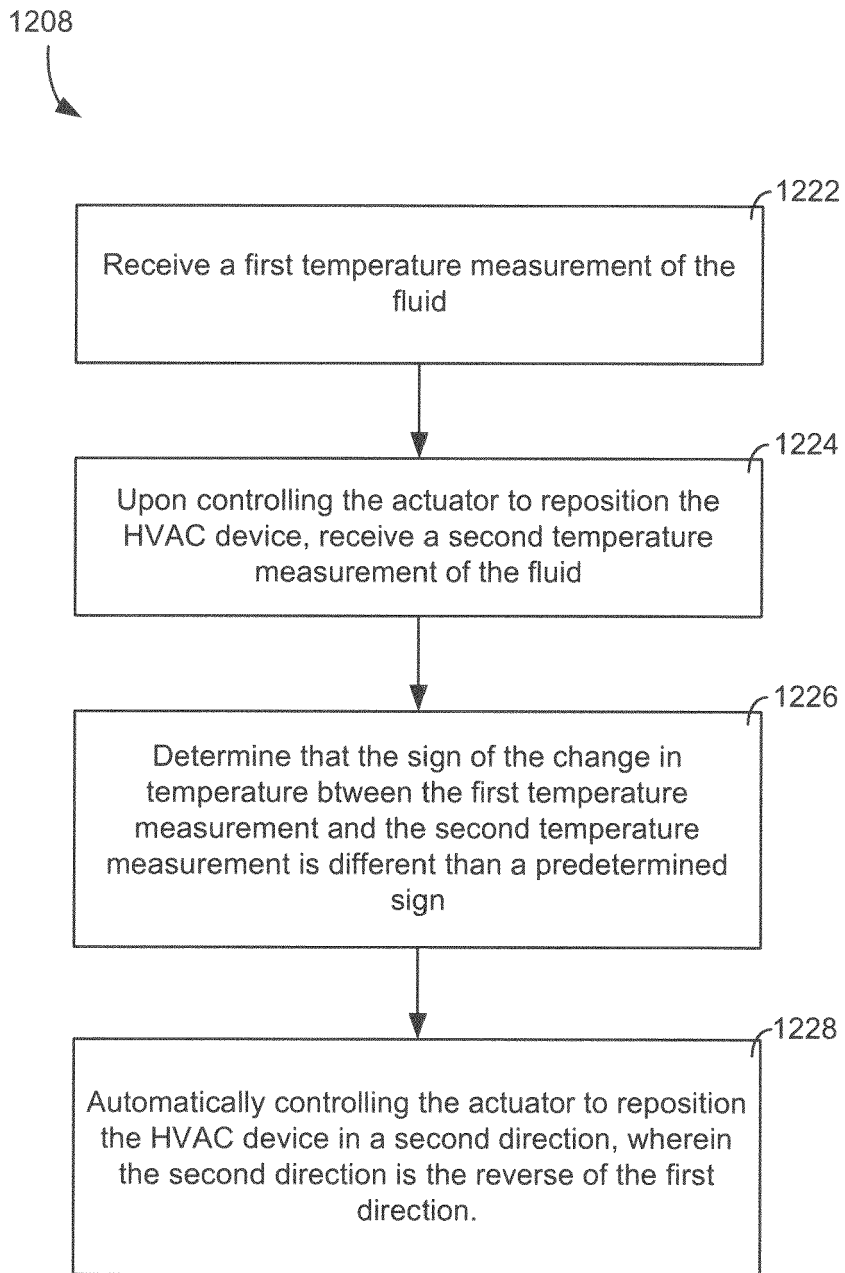 1208
1222
Receive a first temperature measurement of the
fluid
1224
Upon controlling the actuator to reposition the
HVAC device, receive a second temperature
measurement of the fluid
1226
Determine that the sign of the change in
temperature btween the first temperature
measurement and the second temperature
measurement is different than a predetermined
sign
1228
Automatically controlling the actuator to reposition
the HVAC device in a second direction, wherein
the second direction is the reverse of the first
direction.